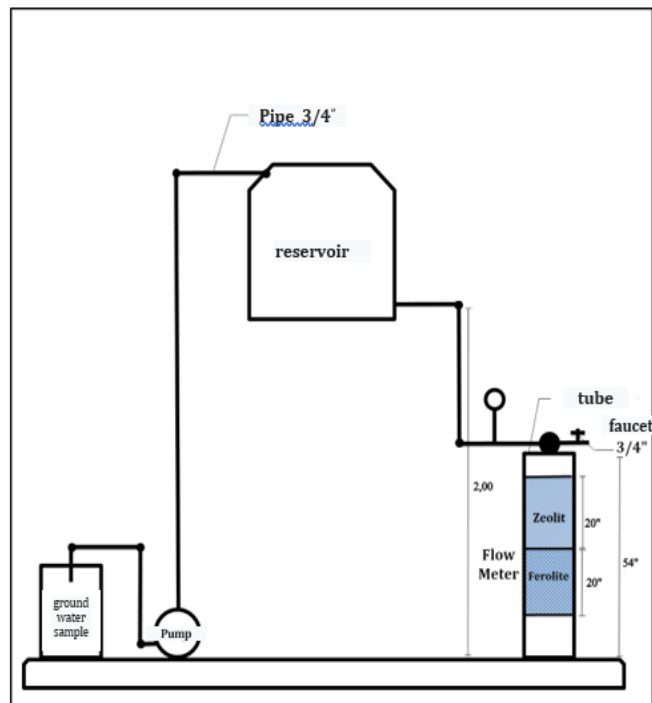 Pipe 3/4"
reservoir
tube
faucet
3/4"
2,00
Zeolit
20"
Flow
Meter
54"
Ferolite
20"
ground
water
sample
Pump